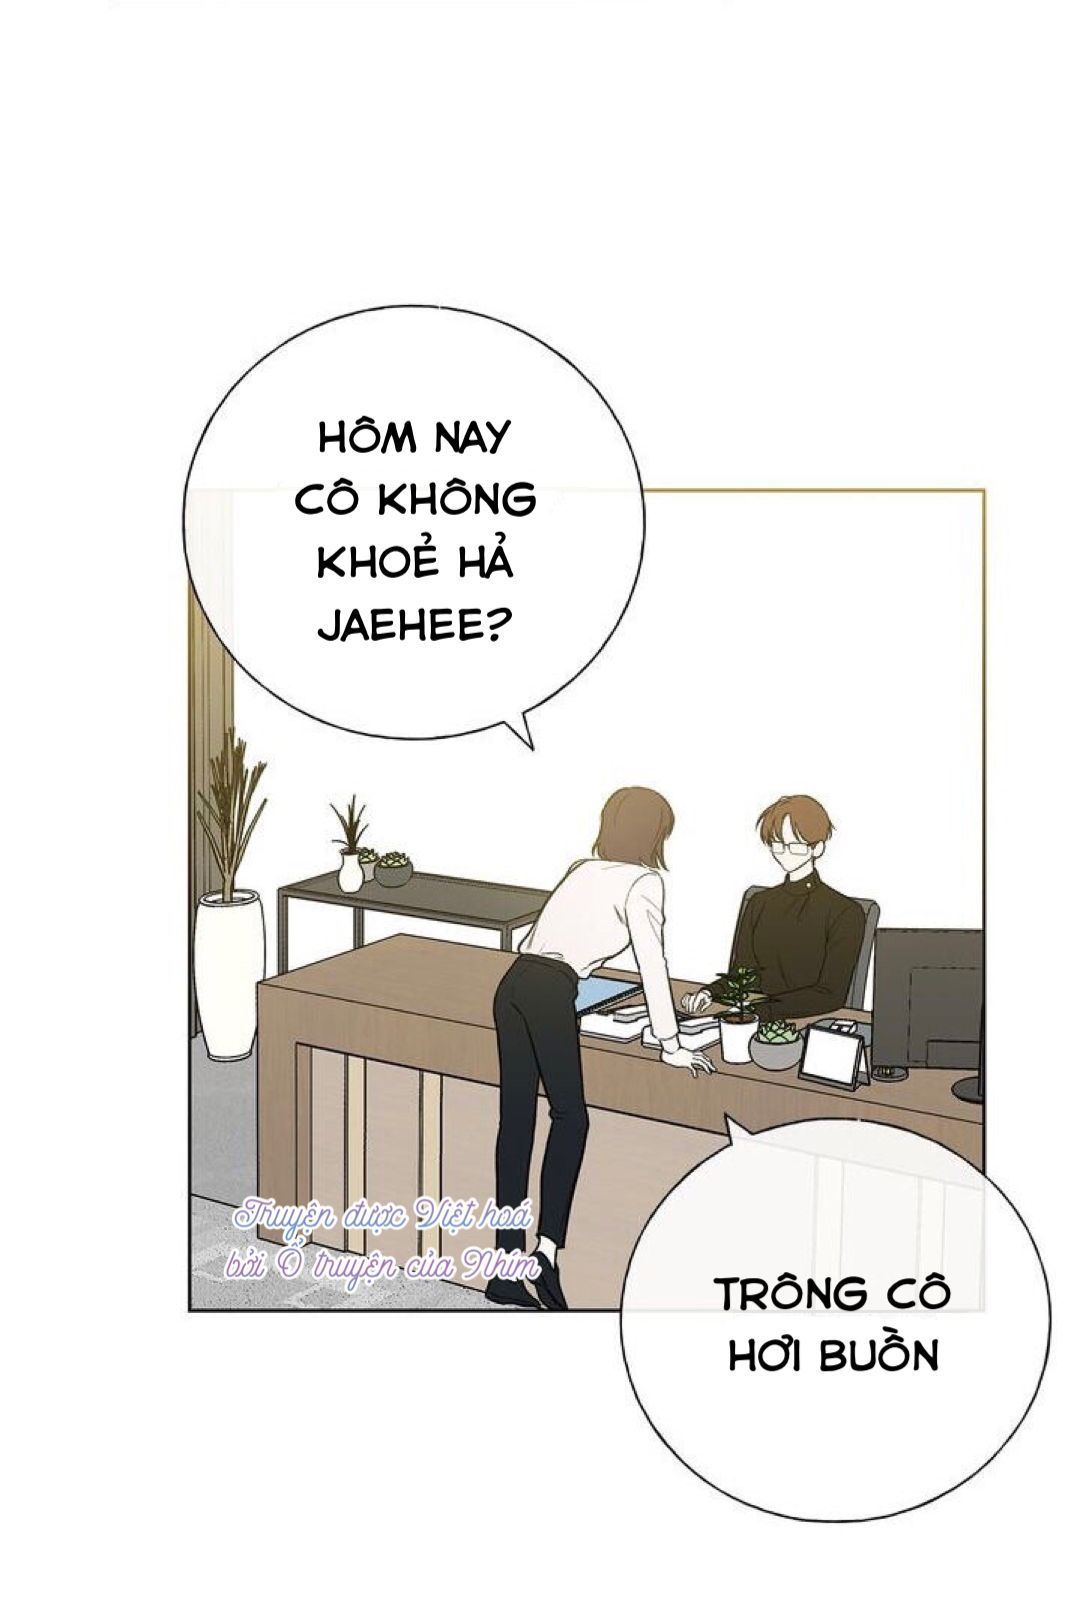 HÔM NAY
CÔ KHÔNG
KHOẺ HẢ
JAEHEE?
Truyện được Việt hoá
bởi Ổ truyện của Nhím
TRÔNG CÔ
HƠI BUỒN